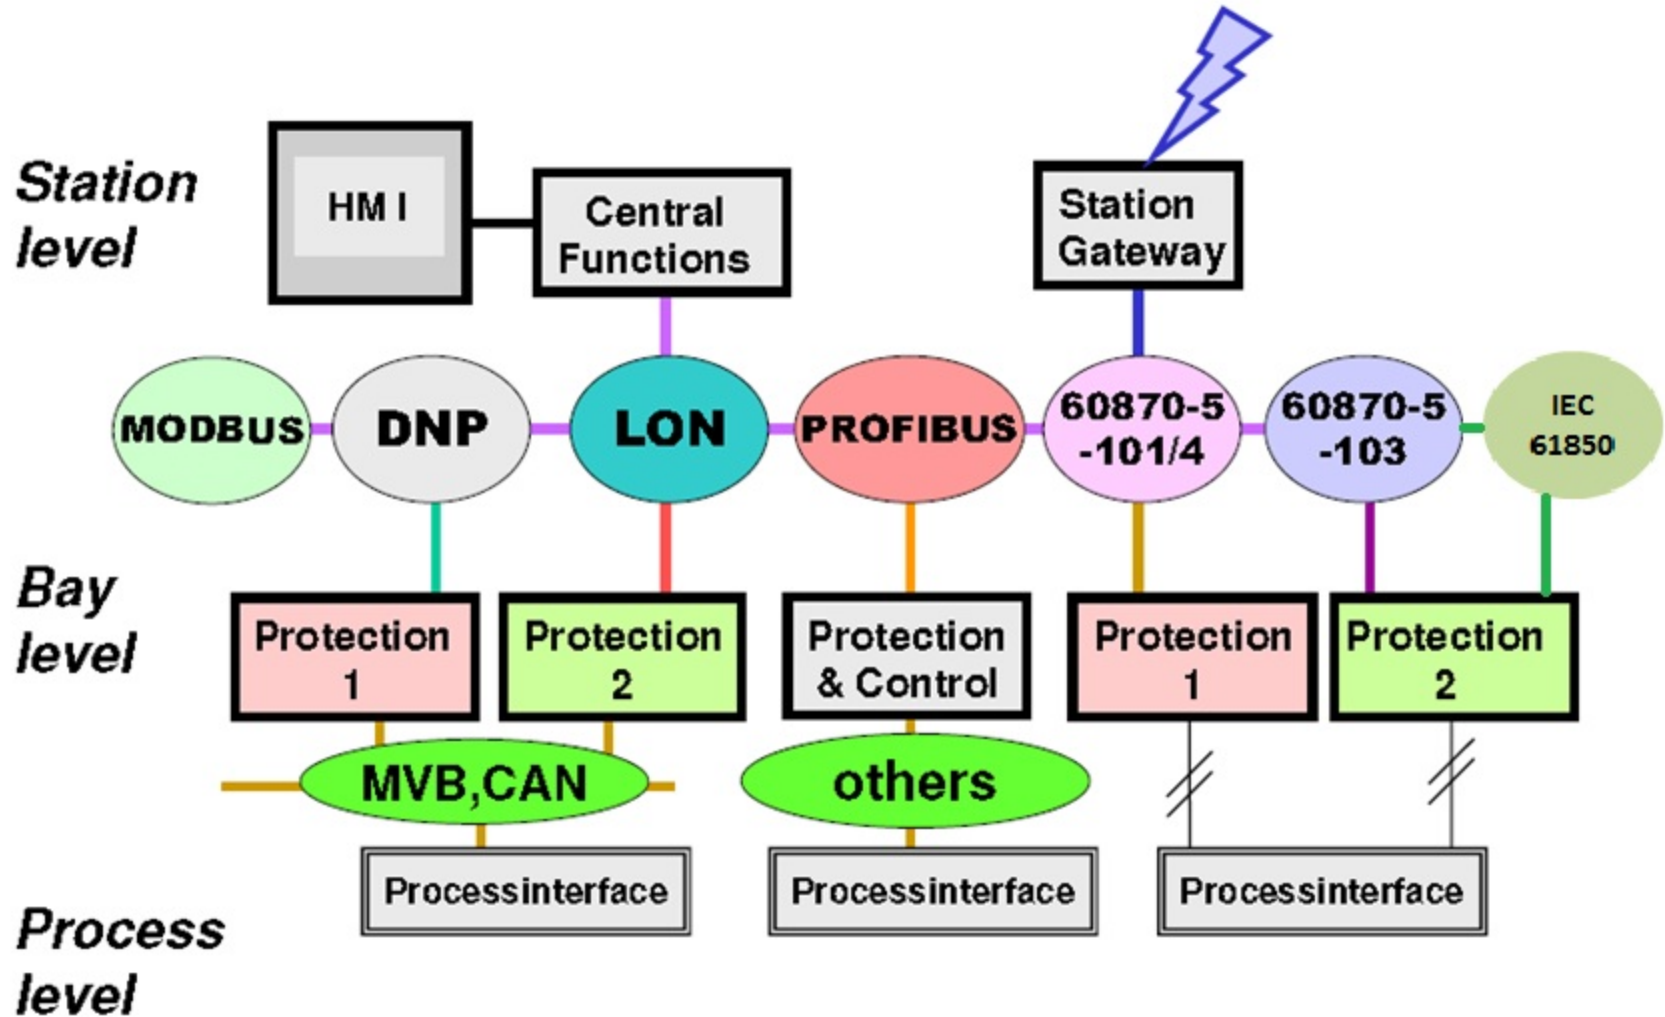 Station
level
HM I
Central
Functions
Station
Gateway
MODBUS
DNP
LON
PROFIBUS
60870-5
-101/4
60870-5
-103
IEC
61850
Bay
level
Protection
1
Protection
2
Protection
& Control
Protection
1
Protection
2
MVB,CAN
others
Processinterface
Processinterface
Processinterface
Process
level